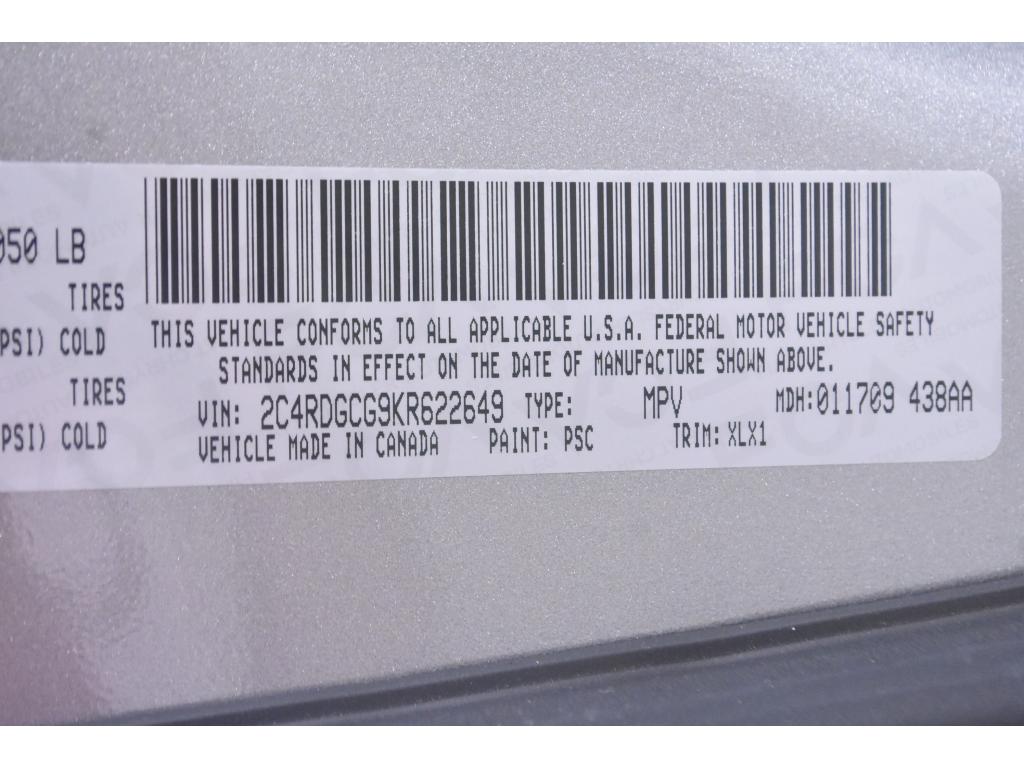 050 LB
TIRES
PSI) COLD
TIRES
PSI) COLD
THIS VEHICLE CONFORMS TO ALL APPLICABLE U.S.A. FEDERAL MOTOR VEHICLE SAFETY
STANDARDS IN EFFECT ON THE DATE OF MANUFACTURE SHOWN ABOVE.
VIN: 2C4RDGCG9KR622649 TYPE: MPV MDH:011709 438AA
VEHICLE MADE IN CANADA PAINT: PSC TRIM: XLX1